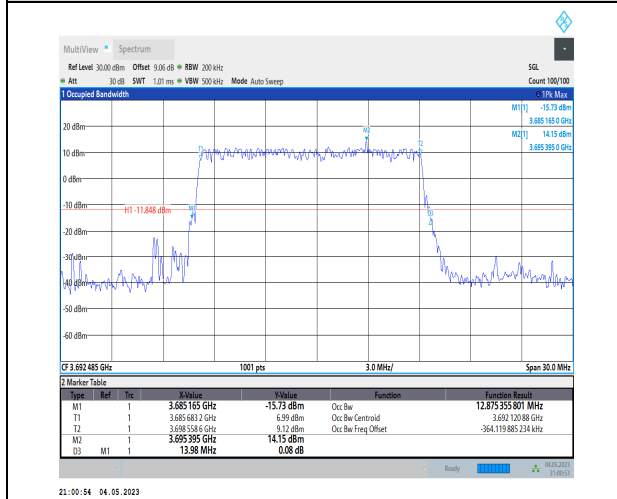 MultiView Spectrum
Ref Level 30.00 dBm Offset 9.06 dB RBW 200 kHz SGL
Att 30 dB SWT 1.01 ms VBW 500 kHz Mode Auto Sweep Count 100/100
1 Occupied Bandwidth 1Pk Max
M1[1] -15.73 dBm
3.685 165 0 GHz
M2[1] 14.15 dBm
3.695 395 0 GHz
20 dBm
M2
T1
T2
10 dBm
0 dBm
-10 dBm
M1
H1 -11.848 dBm
D3
-20 dBm
-30 dBm
-40 dBm
-50 dBm
-60 dBm
CF 3.692 485 GHz 1001 pts 3.0 MHz/ Span 30.0 MHz
2 Marker Table
Type Ref Trc X-Value Y-Value Function Function Result
M1 1 3.685 165 GHz -15.73 dBm Occ Bw 12.875 355 801 MHz
T1 1 3.685 683 2 GHz 6.99 dBm Occ Bw Centroid 3.692 120 88 GHz
T2 1 3.698 558 6 GHz 9.12 dBm Occ Bw Freq Offset -364.119 885 234 kHz
M2 1 3.695 395 GHz 14.15 dBm
D3 M1 1 13.98 MHz 0.08 dB
Ready 04.05.2023
21:00:53
21:00:54 04.05.2023